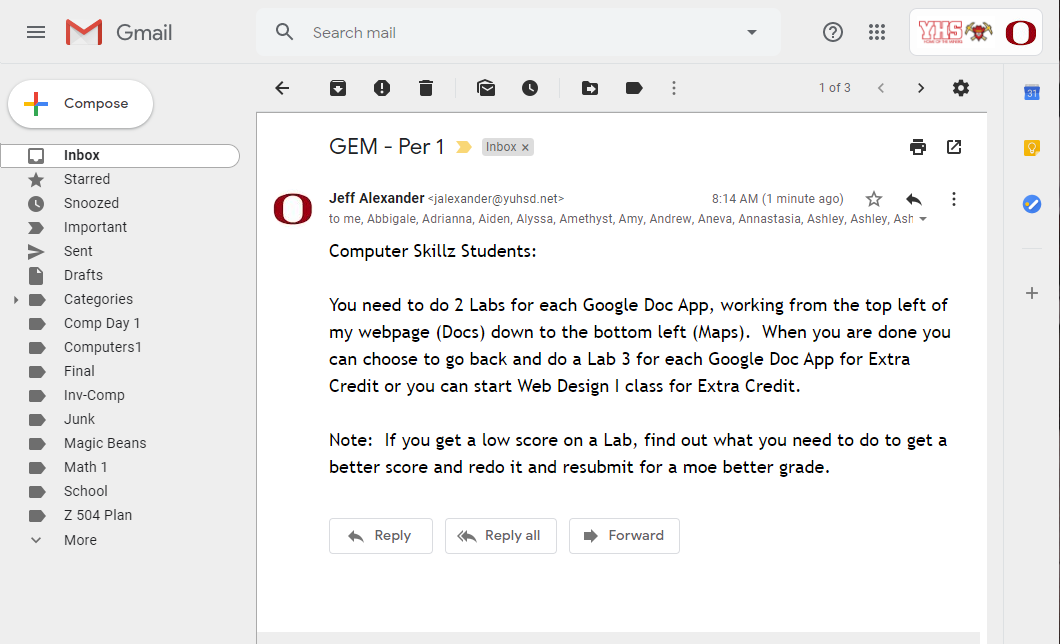 Gmail
Search mail
YHS
Compose
1 of 3
31
Inbox
Starred
Snoozed
Important
Sent
Drafts
Categories
Comp Day 1
Computers1
Final
Inv-Comp
Junk
Magic Beans
Math 1
School
Z 504 Plan
More
GEM - Per 1 Inbox x
Jeff Alexander <jalexander@yuhsd.net> 8:14 AM (1 minute ago)
to me, Abbigale, Adrianna, Aiden, Alyssa, Amethyst, Amy, Andrew, Aneva, Annastasia, Ashley, Ashley, Ash
Computer Skillz Students:
You need to do 2 Labs for each Google Doc App, working from the top left of
my webpage (Docs) down to the bottom left (Maps).  When you are done you
can choose to go back and do a Lab 3 for each Google Doc App for Extra
Credit or you can start Web Design I class for Extra Credit.
Note:  If you get a low score on a Lab, find out what you need to do to get a
better score and redo it and resubmit for a moe better grade.
Reply
Reply all
Forward